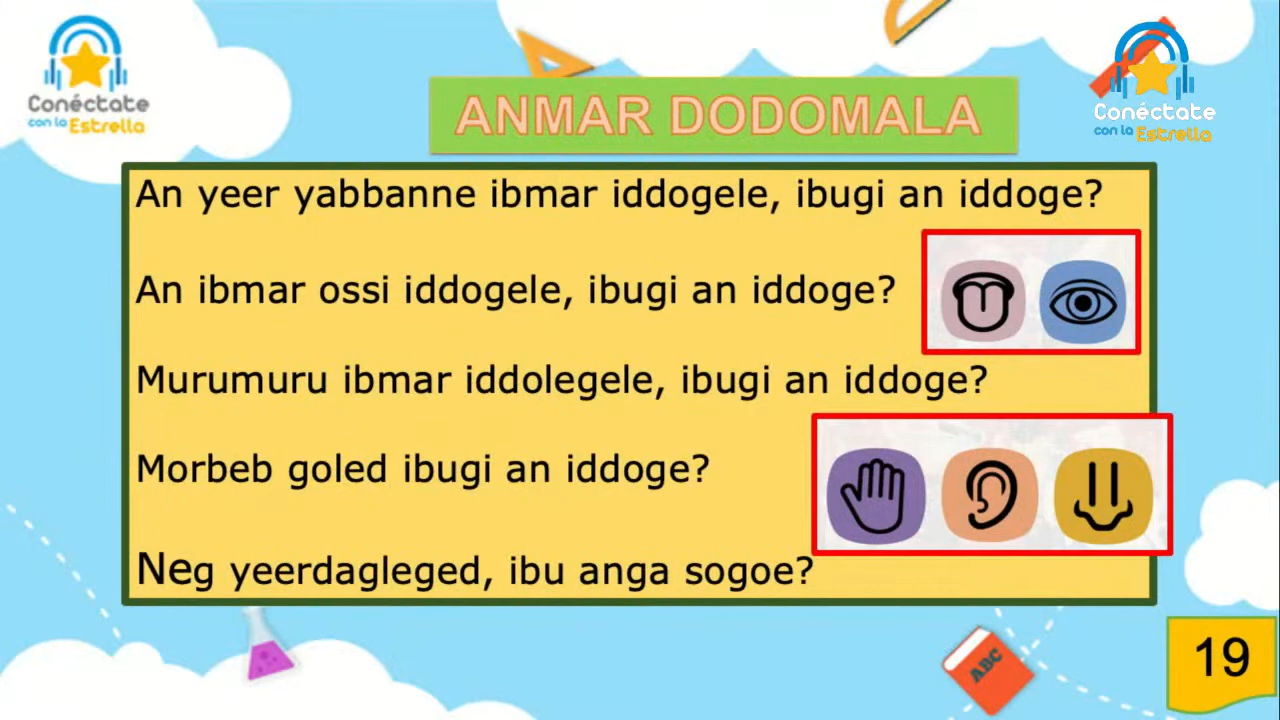 Conéctate
con la Estrella
ANMAR DODOMALA
Conéctate
con la Estrella
An yeer yabbanne ibmar iddogele, ibugi an iddoge?
An ibmar ossi iddogele, ibugi an iddoge?
Murumuru ibmar iddolegele, ibugi an iddoge?
Morbeb goled ibugi an iddoge?
Neg yeerdagleged, ibu anga sogoe?
ABC
19